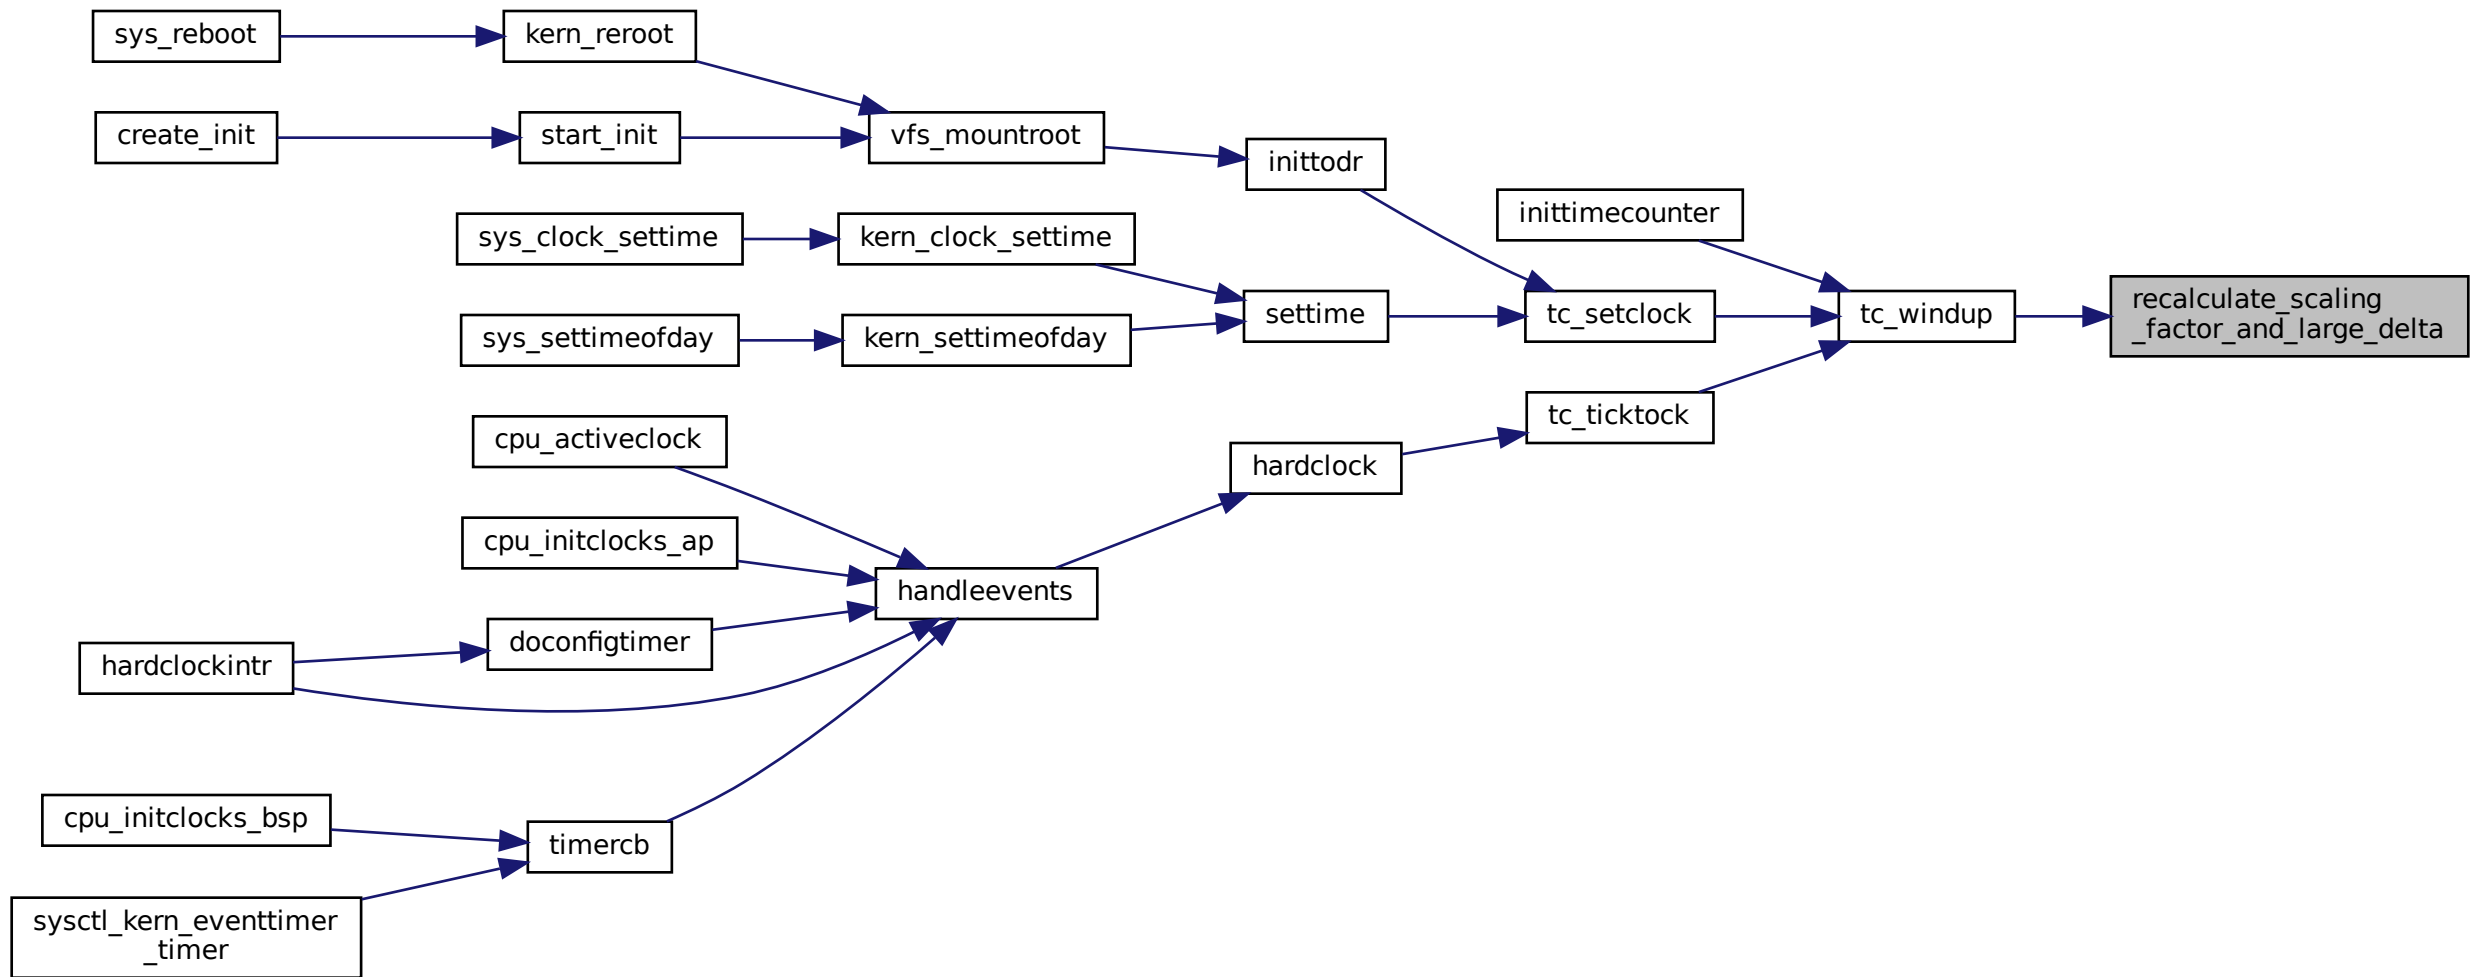 sys_reboot
kern_reroot
create_init
start_init
vfs_mountroot
inittodr
inittimecounter
sys_clock_settime
kern_clock_settime
settime
tc_setclock
tc_windup
recalculate_scaling
_factor_and_large_delta
sys_settimeofday
kern_settimeofday
tc_ticktock
cpu_activeclock
hardclock
cpu_initclocks_ap
handleevents
doconfigtimer
hardclockintr
cpu_initclocks_bsp
timercb
sysctl_kern_eventtimer
_timer